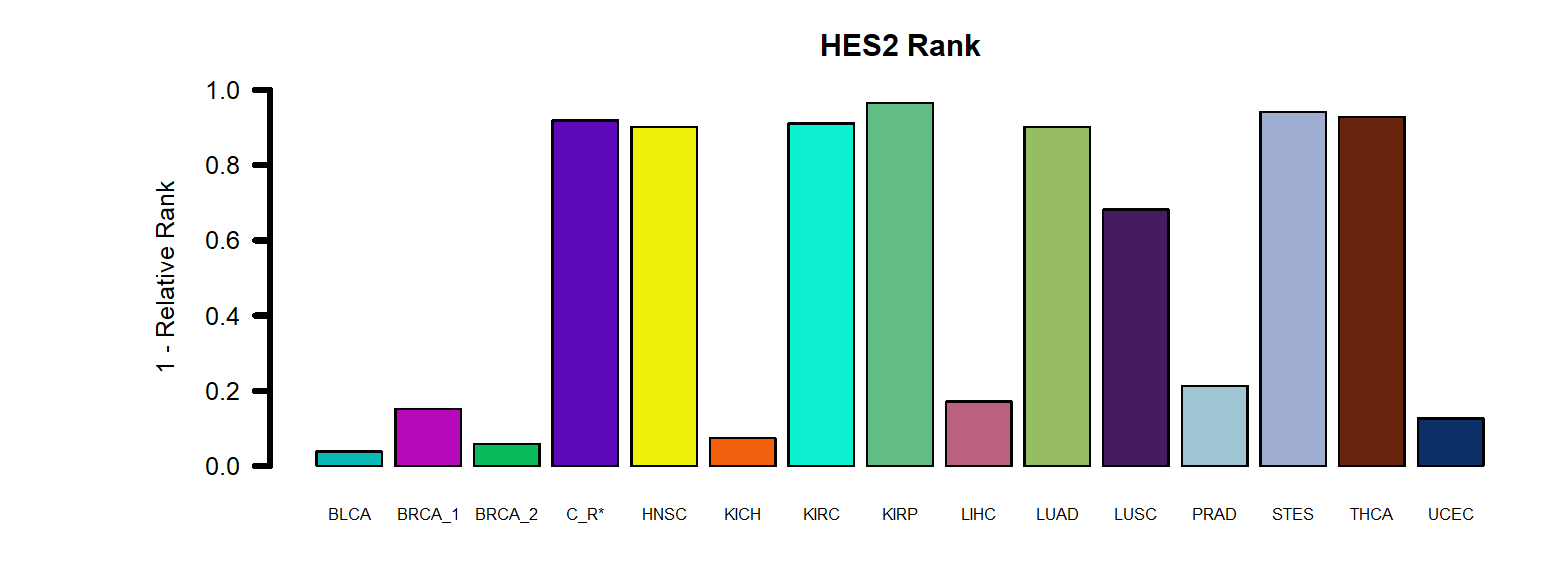 HES2 Rank
1 - Relative Rank
1.0
0.8
0.6
0.4
0.2
0.0
BLCA BRCA_1 BRCA_2 C_R* HNSC KICH KIRC KIRP LIHC LUAD LUSC PRAD STES THCA UCEC